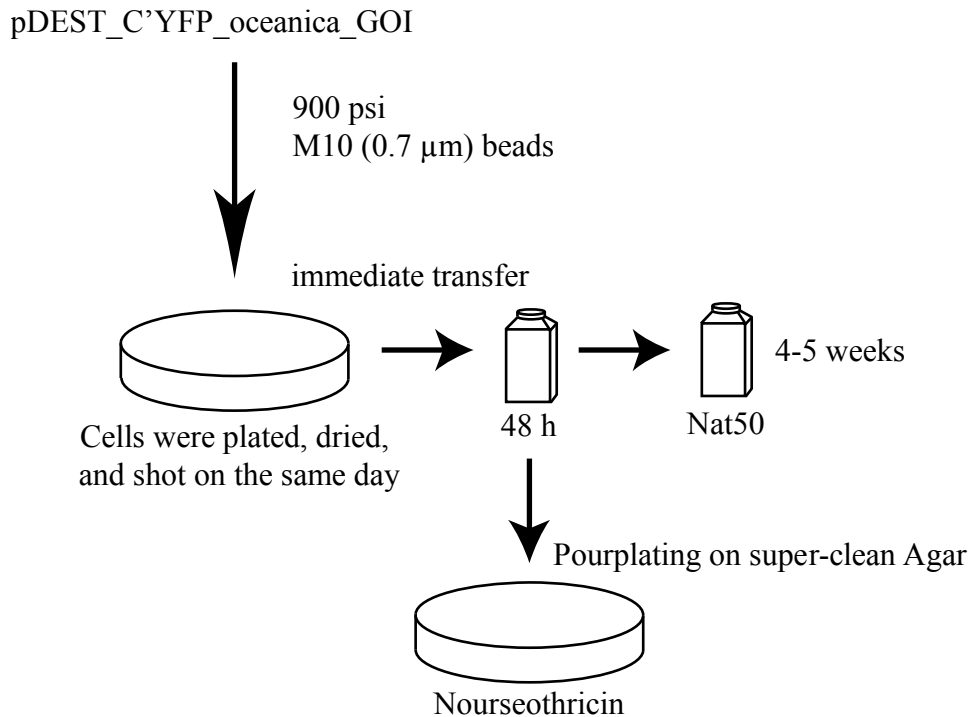 pDEST_C’YFP_oceanica_GOI
900 psi
M10 (0.7 µm) beads
immediate transfer
4-5 weeks
48 h
Nat50
Cells were plated, dried,
and shot on the same day
Pourplating on super-clean Agar
Nourseothricin